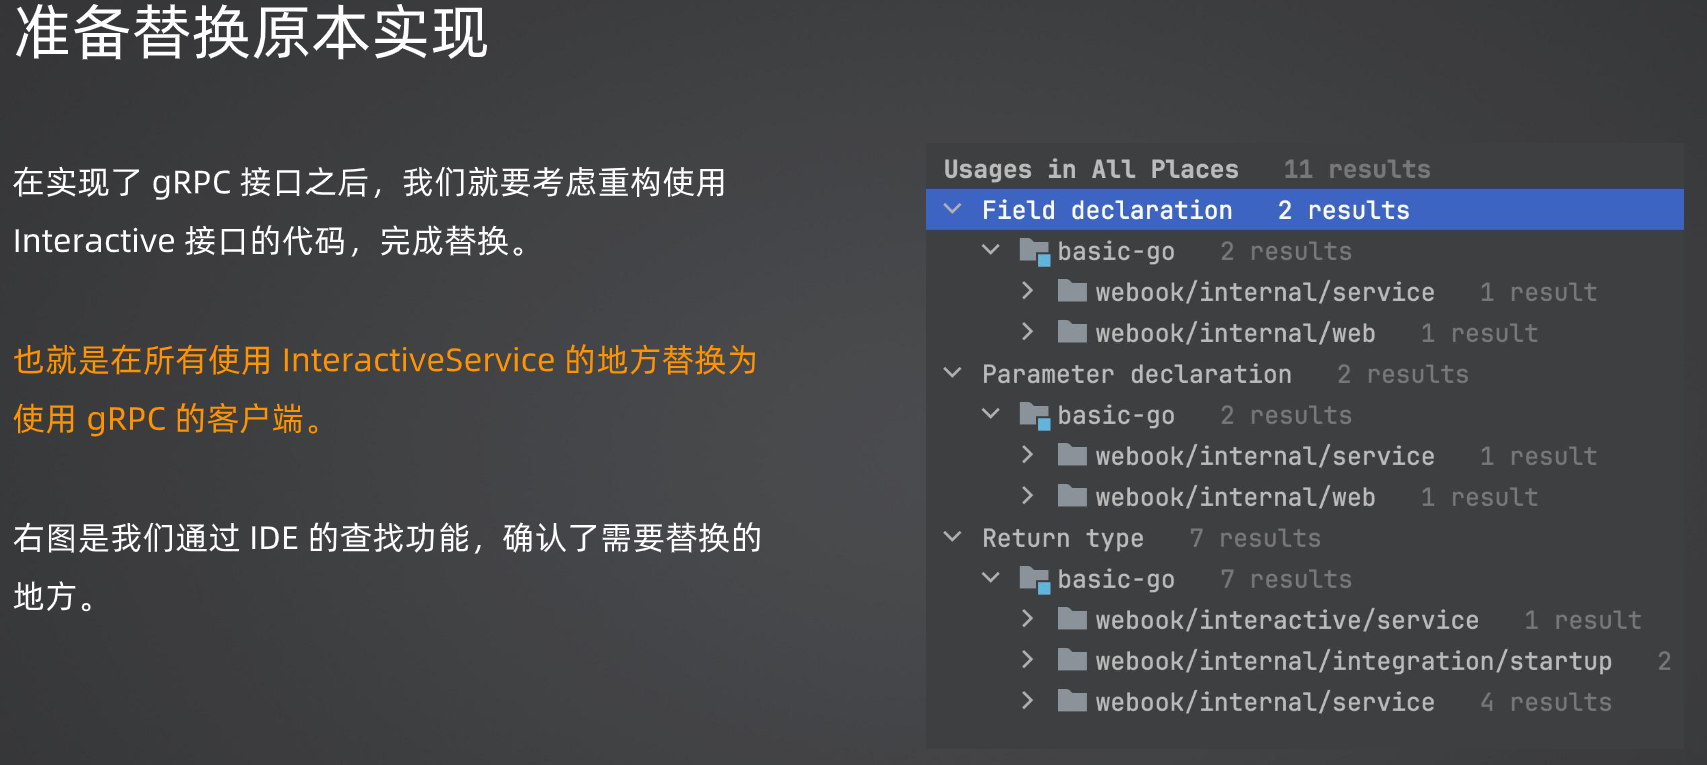 准备替换原本实现
在实现了 gRPC 接口之后，我们就要考虑重构使用
Interactive 接口的代码，完成替换。
也就是在所有使用 InteractiveService 的地方替换为
使用 gRPC 的客户端。
右图是我们通过 IDE 的查找功能，确认了需要替换的
地方。
Usages in All Places 11 results
Field declaration 2 results
basic-go 2 results
webook/internal/service 1 result
webook/internal/web 1 result
Parameter declaration 2 results
basic-go 2 results
webook/internal/service 1 result
webook/internal/web 1 result
Return type 7 results
basic-go 7 results
webook/interactive/service 1 result
webook/internal/integration/startup 2
webook/internal/service 4 results